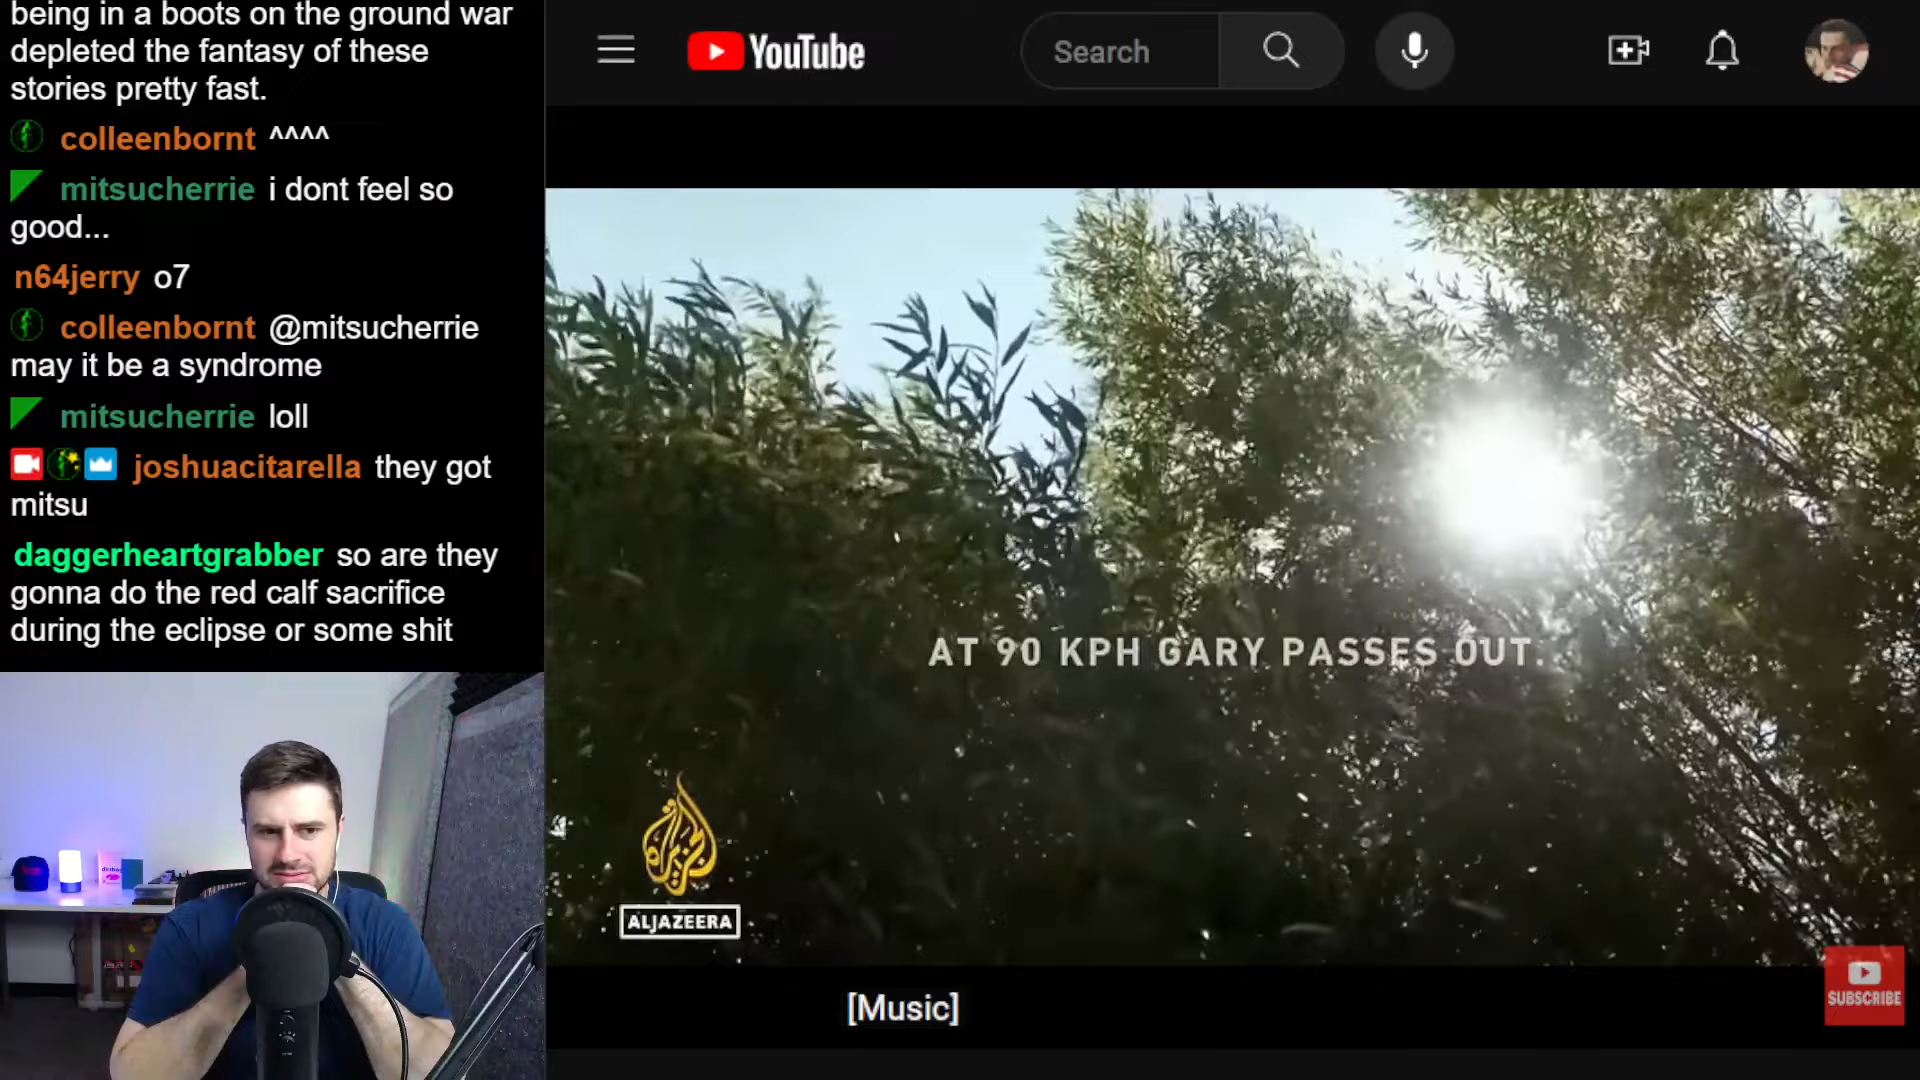 being in a boots on the ground war
depleted the fantasy of these
stories pretty fast.
colleenbornt ^^^^
mitsucherrie i dont feel so
good...
n64jerry o7
colleenbornt @mitsucherrie
may it be a syndrome
mitsucherrie loll
joshuacitarella they got
mitsu
daggerheartgrabber so are they
gonna do the red calf sacrifice
during the eclipse or some shit
YouTube
Search
AT 90 KPH GARY PASSES OUT.
الجزيرة
ALJAZEERA
[Music]
SUBSCRIBE